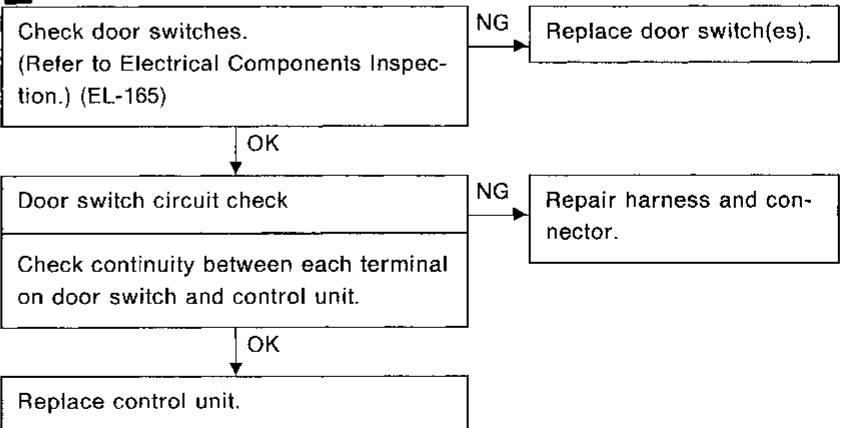 Check door switches.
(Refer to Electrical Components Inspec-
tion.) (EL-165)
NG
Replace door switch(es).
OK
Door switch circuit check
NG
Repair harness and con-
nector.
Check continuity between each terminal
on door switch and control unit.
OK
Replace control unit.